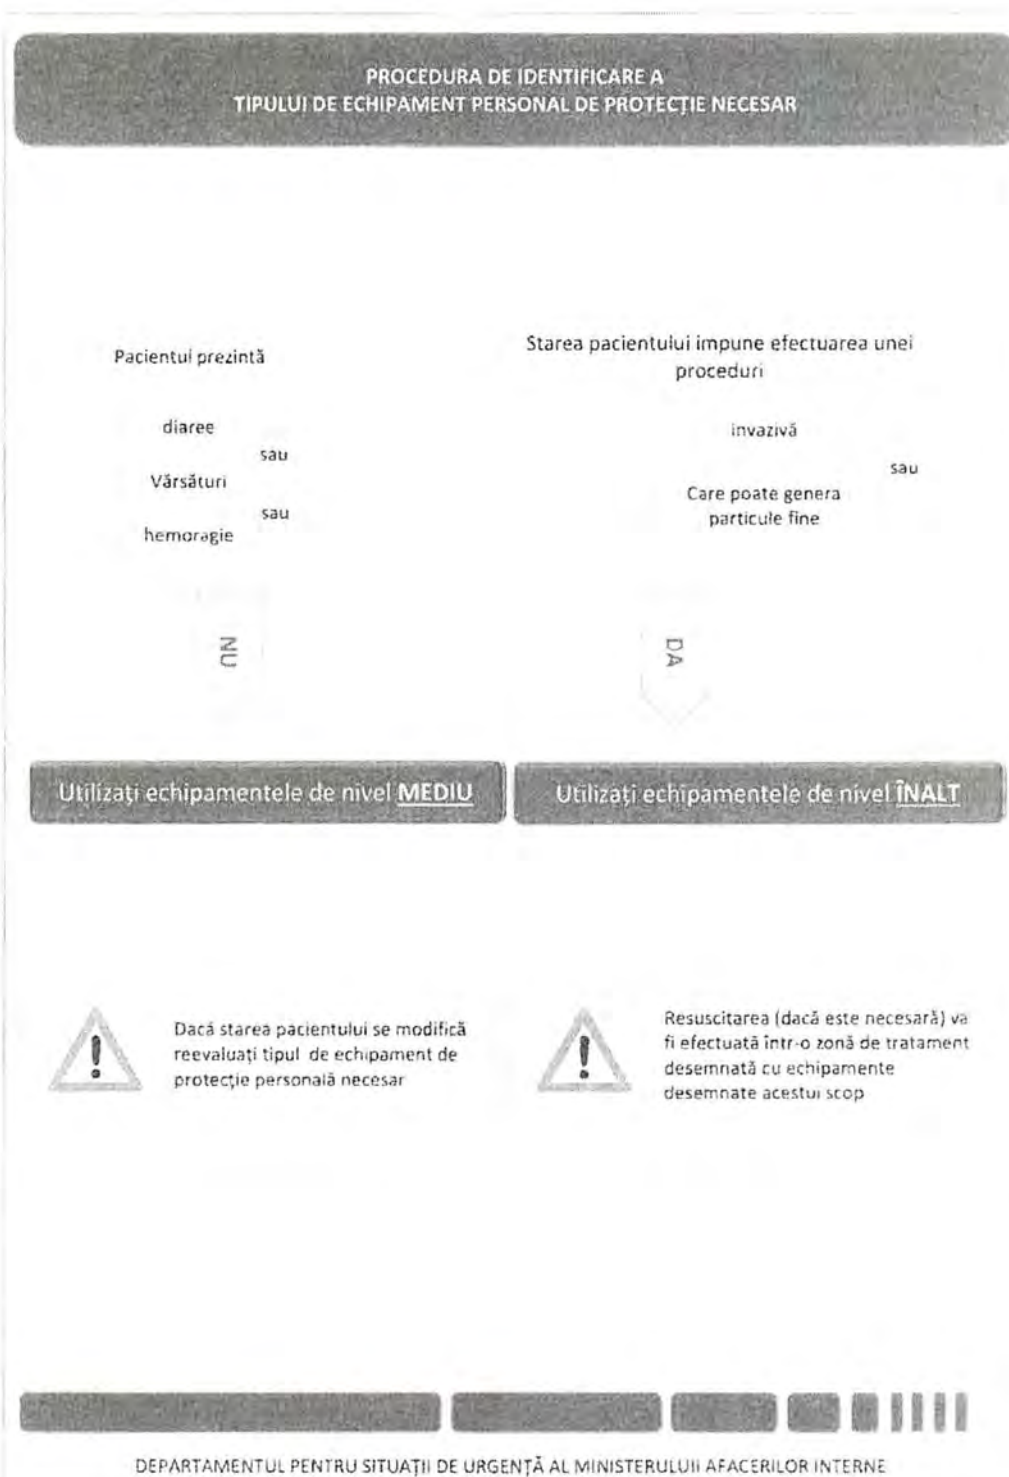 PROCEDURA DE IDENTIFICARE A
TIPULUI DE ECHIPAMENT PERSONAL DE PROTECȚIE NECESAR
Pacientul prezintă
diaree
sau
Vărsături
sau
hemoragie
NU
Starea pacientului impune efectuarea unei
proceduri
invazivă
sau
Care poate genera
particule fine
DA
Utilizați echipamentele de nivel MEDIU
Utilizați echipamentele de nivel ÎNALT
Dacă starea pacientului se modifică
reevaluați tipul de echipament de
protecție personală necesar
Resuscitarea (dacă este necesară) va
fi efectuată într-o zonă de tratament
desemnată cu echipamente
desemnate acestui scop
DEPARTAMENTUL PENTRU SITUAȚII DE URGENȚĂ AL MINISTERULUII AFACERILOR INTERNE